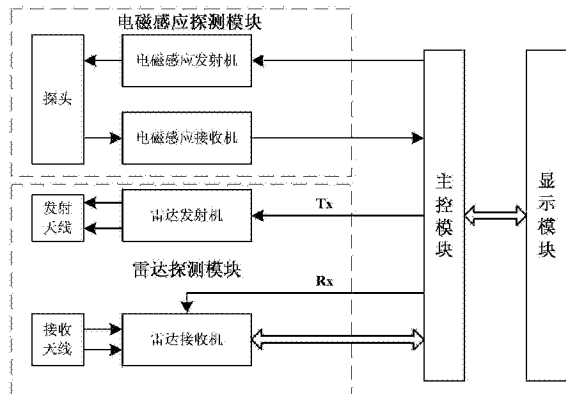 电磁感应探测模块
电磁感应发射机
探头
电磁感应接收机
主控模块
显示模块
发射
天线
雷达发射机
Tx
雷达探测模块
Rx
接收
天线
雷达接收机